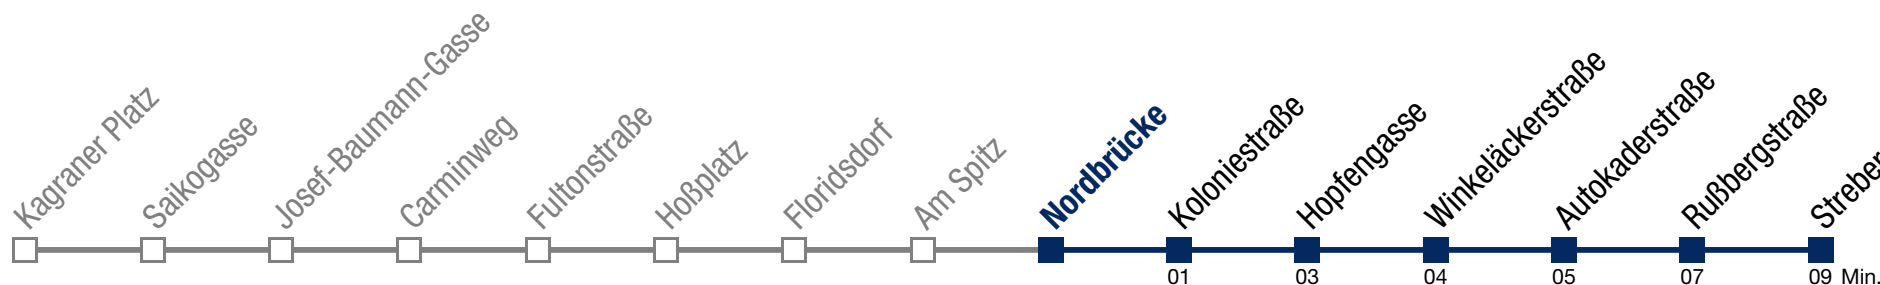 Kagraner Platz
Saikogasse
Josef-Baumann-Gasse
Carminweg
Fultonstraße
Hoßplatz
Floridsdorf
Am Spitz
Nordbrücke
Koloniestraße
Hopfengasse
Winkeläckerstraße
Autokaderstraße
Rußbergstraße
Streber
01 03 04 05 07 09 Min.